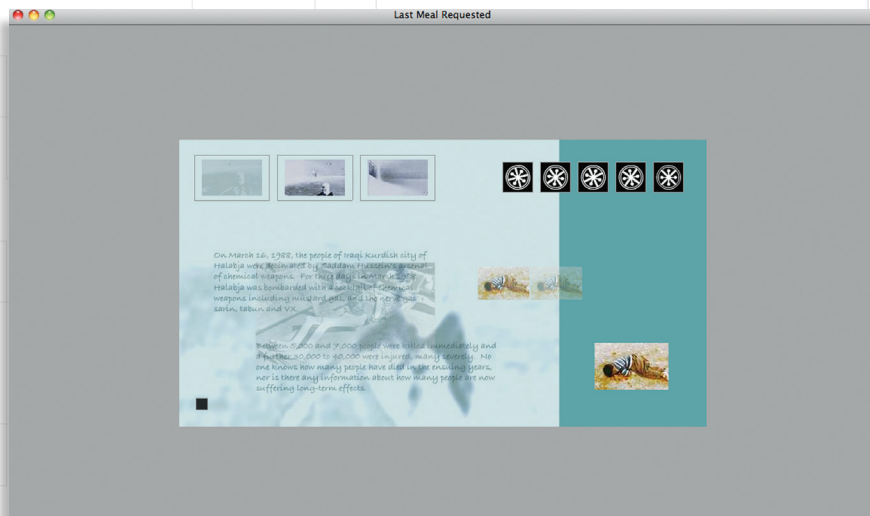 Last Meal Requested
On March 16, 1988, the people of Iraqi Kurdish city of
Halabja were decimated by Saddam Hussein's arsenal
of chemical weapons. For three days in March 1988,
Halabja was bombarded with a cocktail of chemical
weapons including mustard gas, and the nerve gas
sarin, tabun and VX.
Between 5,000 and 7,000 people were killed immediately and
a further 30,000 to 40,000 were injured, many severely. No
one knows how many people have died in the ensuing years,
nor is there any information about how many people are now
suffering long-term effects.